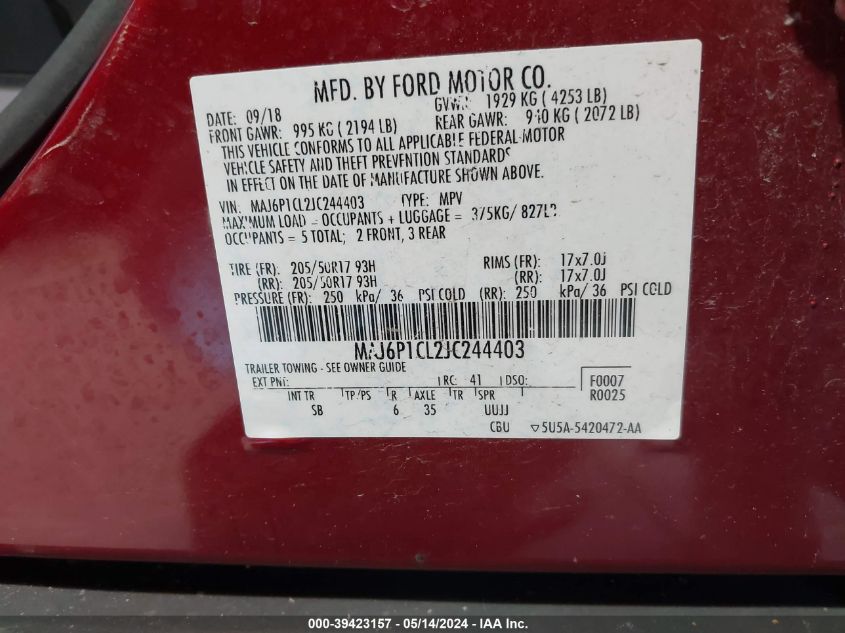 MFD. BY FORD MOTOR CO.
DATE: 09/18 GVWR: 1929 KG ( 4253 LB)
FRONT GAWR: 995 KG ( 2194 LB) REAR GAWR: 940 KG ( 2072 LB)
THIS VEHICLE CONFORMS TO ALL APPLICABLE FEDERAL MOTOR
VEHICLE SAFETY AND THEFT PREVENTION STANDARDS
IN EFFECT ON THE DATE OF MANUFACTURE SHOWN ABOVE.
VIN: MAJ6P1CL2JC244403 TYPE: MPV
MAXIMUM LOAD = OCCUPANTS + LUGGAGE = 375KG/ 827LB
OCCUPANTS = 5 TOTAL; 2 FRONT, 3 REAR
TIRE (FR): 205/50R17 93H RIMS (FR): 17x7.0J
(RR): 205/50R17 93H (RR): 17x7.0J
PRESSURE (FR): 250 kPa/ 36 PSI COLD (RR): 250 kPa/ 36 PSI COLD
MAJ6P1CL2JC244403
TRAILER TOWING - SEE OWNER GUIDE
EXT PNT: RC: 41 DSO: F0007
INT TR TP/PS R AXLE TR SPR R0025
SB 6 35 UUJJ
CBU ▽5U5A-5420472-AA
000-39423157 - 05/14/2024 - IAA Inc.